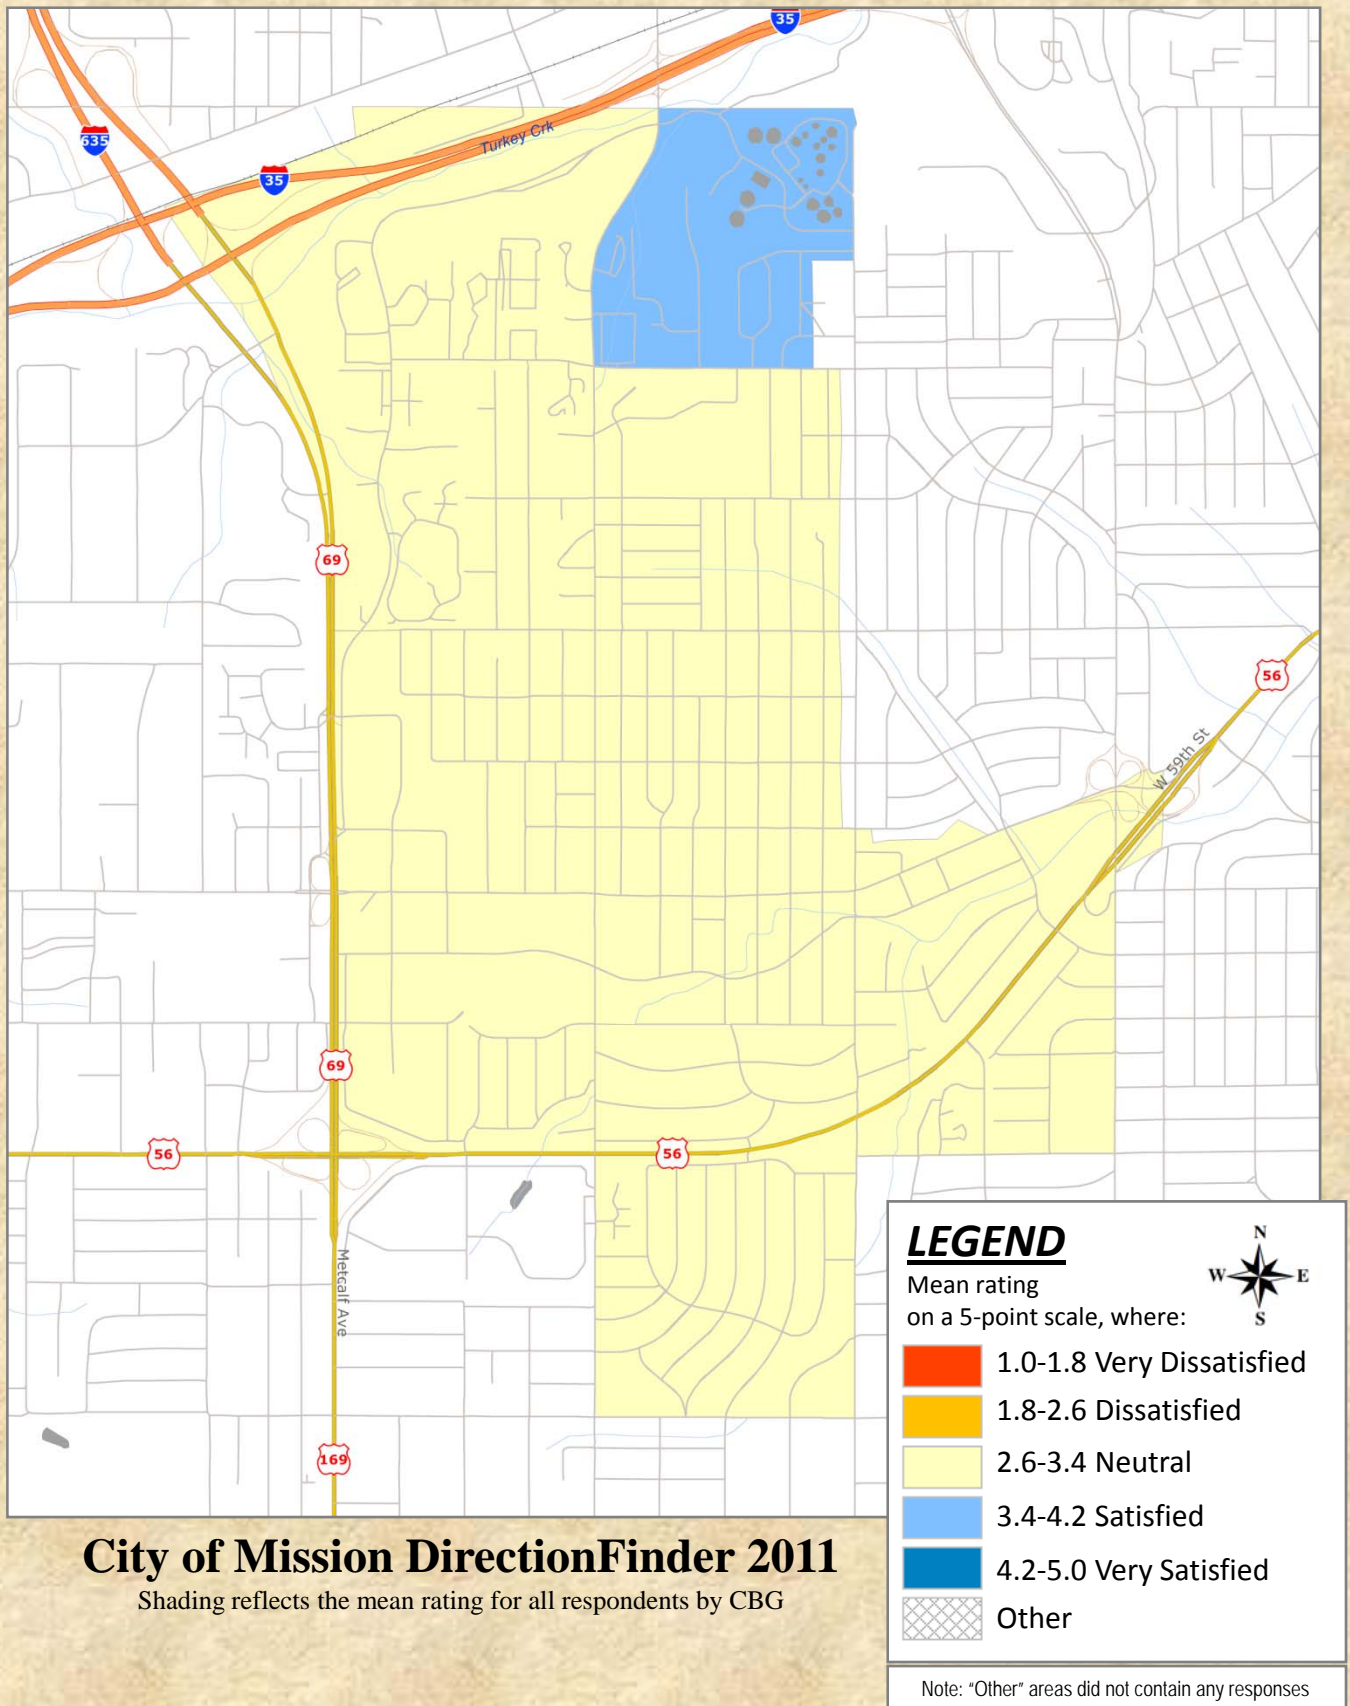 35
635
Turkey Crk
35
69
56
W 59th St
69
56
56
Metcalf Ave
169
LEGEND
Mean rating
on a 5-point scale, where:
N
W E
S
1.0-1.8 Very Dissatisfied
1.8-2.6 Dissatisfied
2.6-3.4 Neutral
3.4-4.2 Satisfied
4.2-5.0 Very Satisfied
Other
City of Mission DirectionFinder 2011
Shading reflects the mean rating for all respondents by CBG
Note: “Other” areas did not contain any responses